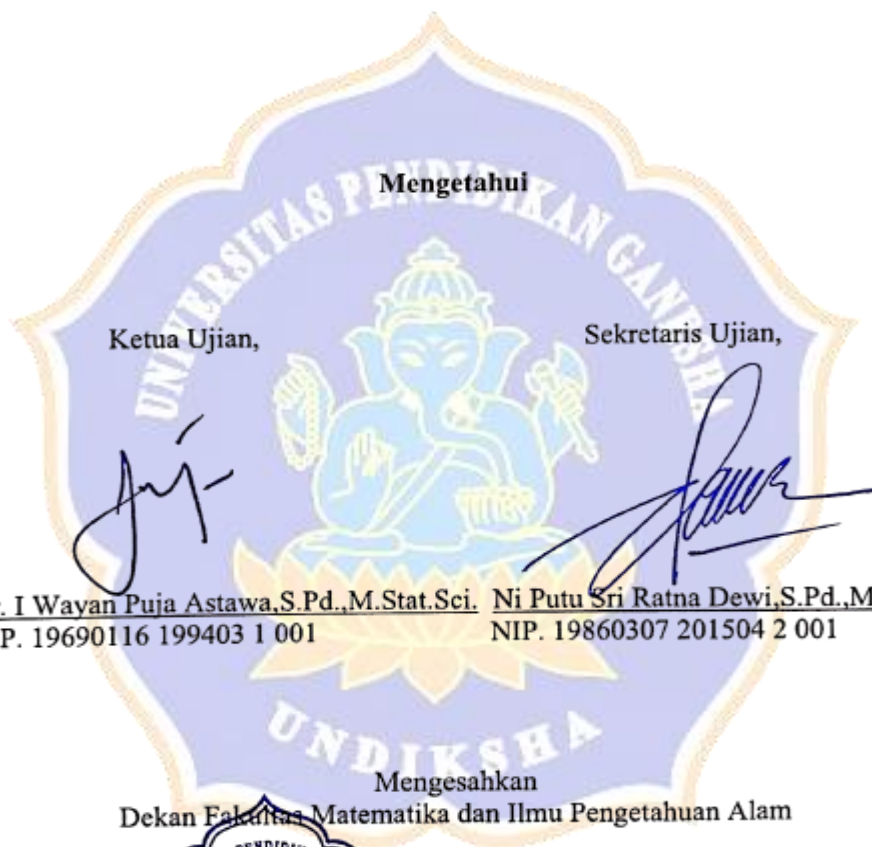 UNIVERSITAS PENDIDIKAN GANESHA
Mengetahui
Ketua Ujian, Sekretaris Ujian,
. I Wayan Puja Astawa,S.Pd.,M.Stat.Sci. Ni Putu Sri Ratna Dewi,S.Pd.,M
P. 19690116 199403 1 001 NIP. 19860307 201504 2 001
UNDIKSHA
Mengesahkan
Dekan Fakultas Matematika dan Ilmu Pengetahuan Alam